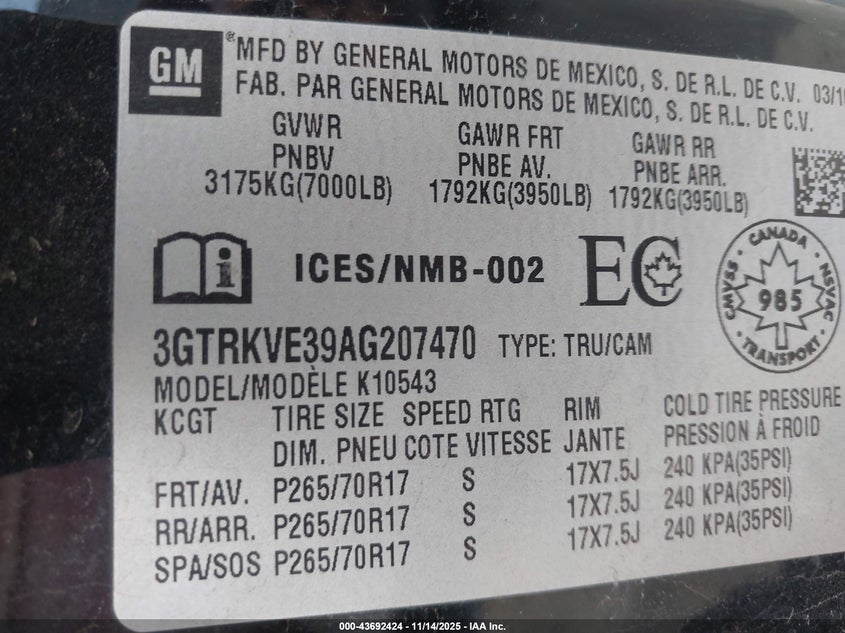 GM
®MFD BY GENERAL MOTORS DE MEXICO, S. DE R.L. DE C.V. 03/10
FAB. PAR GENERAL MOTORS DE MEXICO, S. DE R.L. DE C.V.
GVWR GAWR FRT GAWR RR
PNBV PNBE AV. PNBE ARR.
3175KG(7000LB) 1792KG(3950LB) 1792KG(3950LB)
i ICES/NMB-002 EC
CANADA
CMVSS 985 NSVAC
TRANSPORT
3GTRKVE39AG207470 TYPE: TRU/CAM
MODEL/MODÈLE K10543
KCGT TIRE SIZE SPEED RTG RIM COLD TIRE PRESSURE
DIM. PNEU COTE VITESSE JANTE PRESSION À FROID
FRT/AV. P265/70R17 S 17X7.5J 240 KPA(35PSI)
RR/ARR. P265/70R17 S 17X7.5J 240 KPA(35PSI)
SPA/SOS P265/70R17 S 17X7.5J 240 KPA(35PSI)
000-43692424 | 11/14/2025 - IAA Inc.